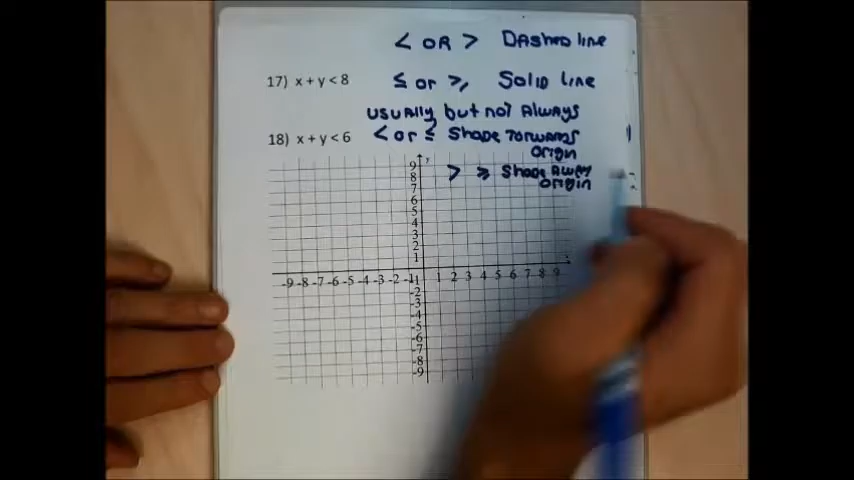 < OR > DAShed line
17) x + y < 8 ≤ or ≥ Solid Line
usually but not Always
18) x + y < 6 < or ≤ Shade Towards
origin
> ≥ Shade AWAY
origin
y
9
8
7
6
5
4
3
2
1
-9 -8 -7 -6 -5 -4 -3 -2 -1 1 2 3 4 5 6 7 8 9
-1
-2
-3
-4
-5
-6
-7
-8
-9